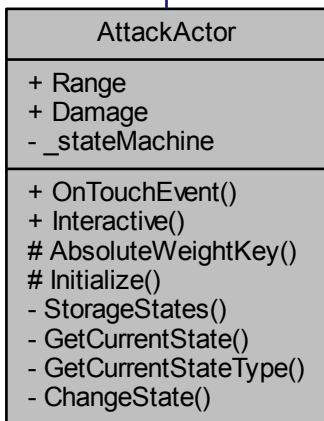 AttackActor
+ Range
+ Damage
- _stateMachine
+ OnTouchEvent()
+ Interactive()
# AbsoluteWeightKey()
# Initialize()
- StorageStates()
- GetCurrentState()
- GetCurrentStateType()
- ChangeState()